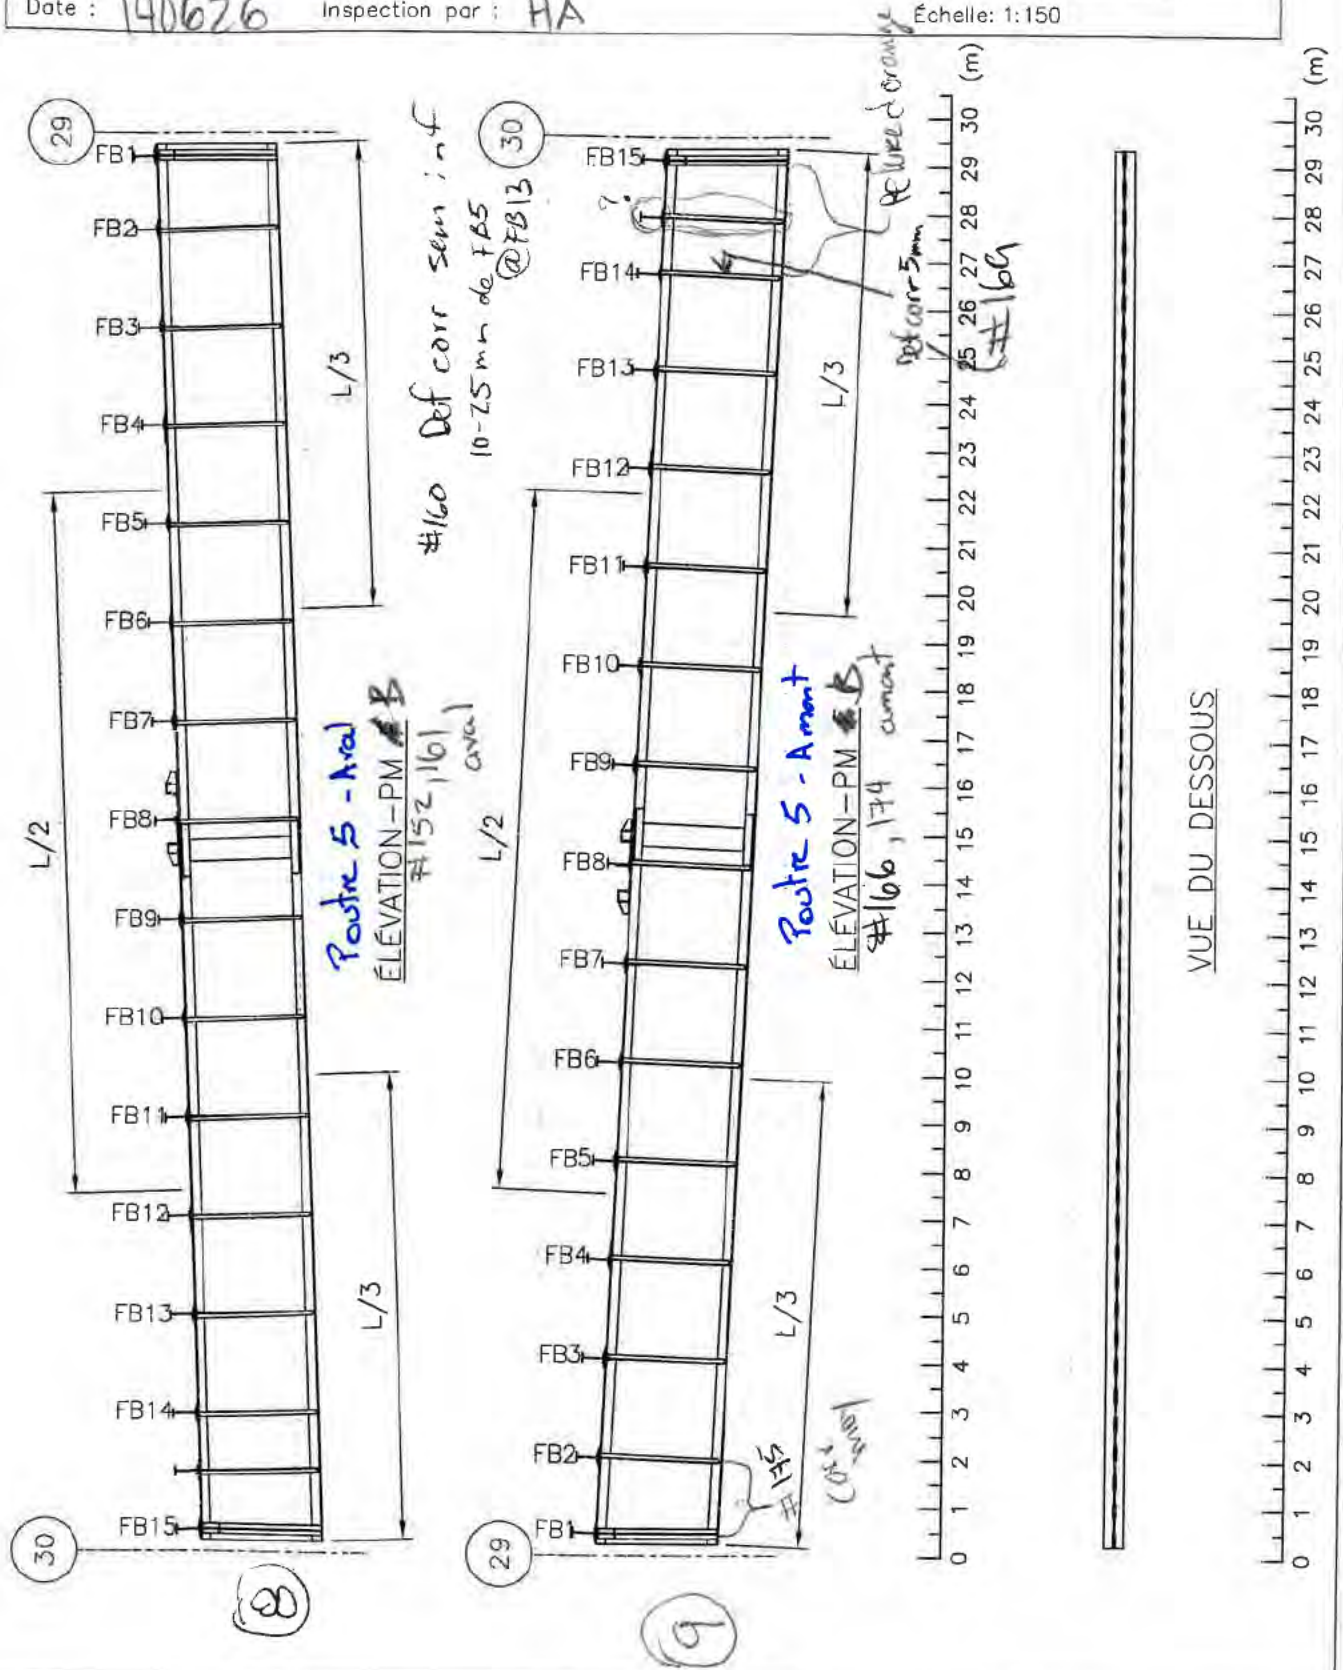 Date : 140626 Inspection par : HA Échelle: 1:150
29
FB1
FB2
FB3
FB4
FB5
FB6
FB7
FB8
FB9
FB10
FB11
FB12
FB13
FB14
FB15
30
L/3
L/2
L/3
#160 Def corr sem inf
10-25mm de FB5
@FB13
Poutre 5 - Aval
ÉLÉVATION-PM B
#152, 161
aval
8
30
FB15
?
FB14
FB13
FB12
FB11
FB10
FB9
FB8
FB7
FB6
FB5
FB4
FB3
FB2
FB1
29
L/3
L/2
L/3
Pelure d'orange
Def corr 5mm
#169
Poutre 5 - Amont
ÉLÉVATION-PM B
#166, 174 amont
#175
9
(m)
30
29
28
27
26
25
24
23
22
21
20
19
18
17
16
15
14
13
12
11
10
9
8
7
6
5
4
3
2
1
0
VUE DU DESSOUS
(m)
30
29
28
27
26
25
24
23
22
21
20
19
18
17
16
15
14
13
12
11
10
9
8
7
6
5
4
3
2
1
0